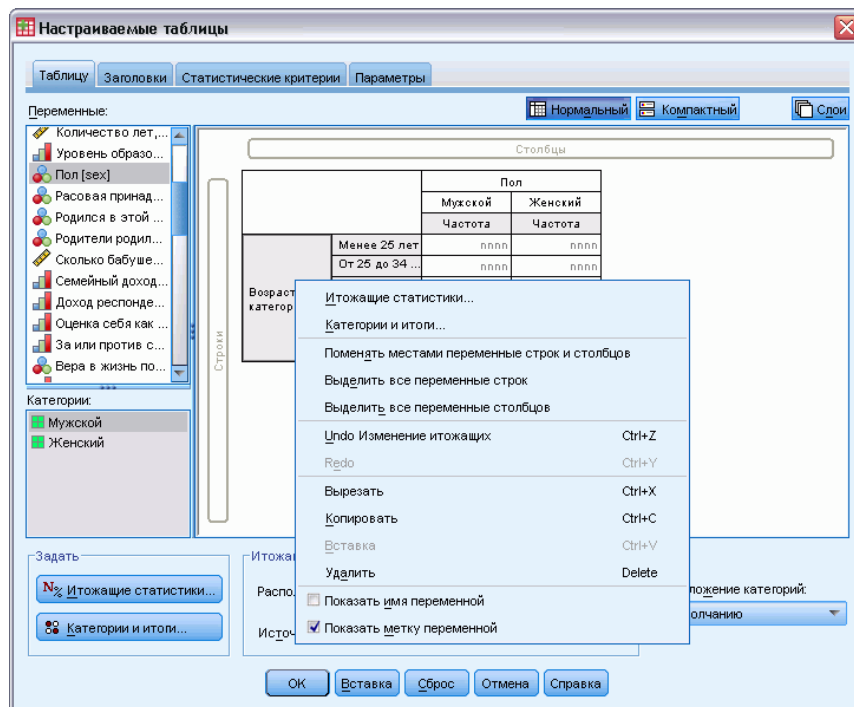 Настраиваемые таблицы
Таблицу Заголовки Статистические критерии Параметры
Переменные:
Нормальный Компактный Слои
Количество лет,...
Уровень образо...
Пол [sex]
Расовая принад...
Родился в этой ...
Родители родил...
Сколько бабуше...
Семейный доход...
Доход респонде...
Оценка себя как ...
За или против с...
Вера в жизнь по...
Категории:
Мужской
Женский
Столбцы
Строки
Пол
Мужской Женский
Частота Частота
Менее 25 лет nnnn nnnn
От 25 до 34 ... nnnn nnnn
Возраст
категор
Итожащие статистики...
Категории и итоги...
Поменять местами переменные строк и столбцов
Выделить все переменные строк
Выделить все переменные столбцов
Undo Изменение итожащих Ctrl+Z
Redo Ctrl+Y
Вырезать Ctrl+X
Копировать Ctrl+C
Вставка Ctrl+V
Удалить Delete
Показать имя переменной
Показать метку переменной
Задать
N% Итожащие статистики...
Категории и итоги...
Итожа
Распо.
Источ
ложение категорий:
олчанию
OK Вставка Сброс Отмена Справка